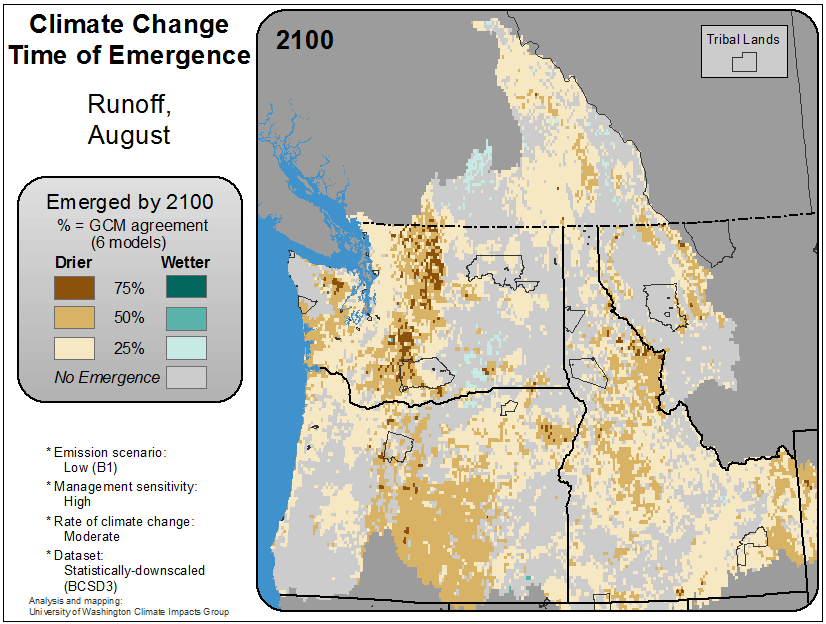 Climate Change
Time of Emergence
Runoff,
August
Emerged by 2100
% = GCM agreement
(6 models)
Drier Wetter
75%
50%
25%
No Emergence
* Emission scenario:
Low (B1)
* Management sensitivity:
High
* Rate of climate change:
Moderate
* Dataset:
Statistically-downscaled
(BCSD3)
Analysis and mapping:
University of Washington Climate Impacts Group
2100
Tribal Lands